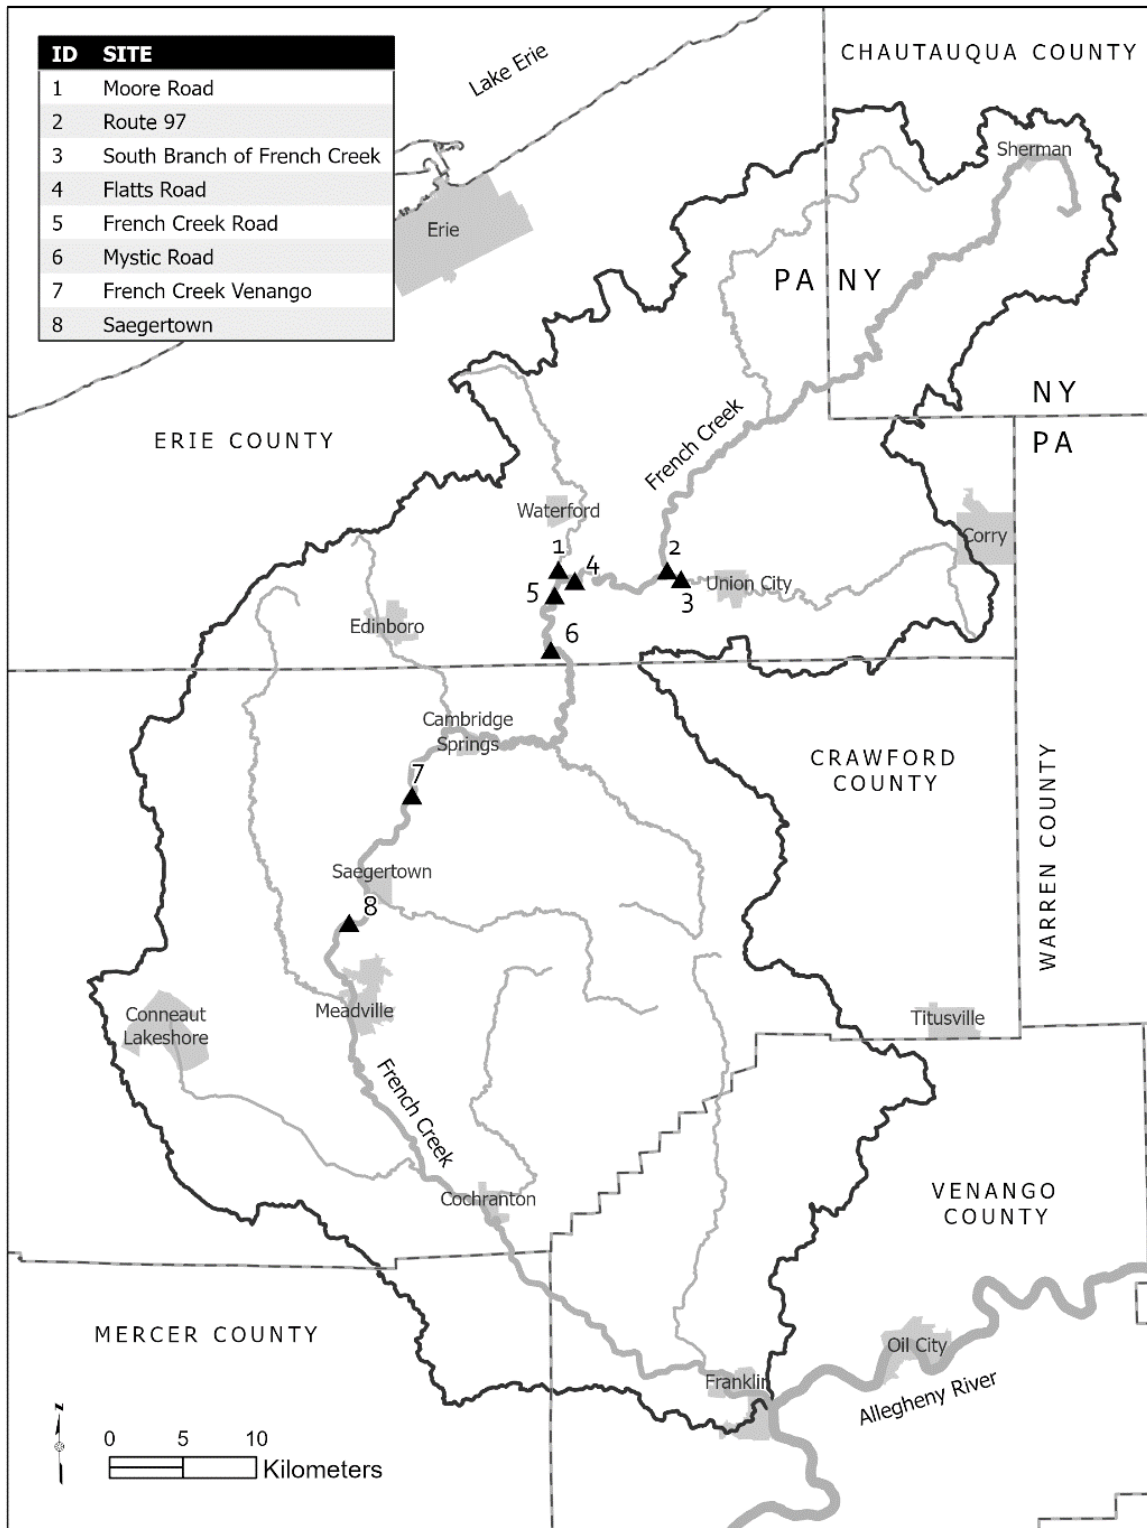 ID SITE
1 Moore Road
2 Route 97
3 South Branch of French Creek
4 Flatts Road
5 French Creek Road
6 Mystic Road
7 French Creek Venango
8 Saegertown
Lake Erie
CHAUTAUQUA COUNTY
Sherman
Erie
PA NY
NY
PA
ERIE COUNTY
French Creek
Waterford
Corry
1
2
4
3
Union City
5
Edinboro
6
Cambridge
Springs
CRAWFORD
COUNTY
WARREN COUNTY
7
Saegertown
8
Meadville
Conneaut
Lakeshore
Titusville
French Creek
Cochranton
VENANGO
COUNTY
MERCER COUNTY
Oil City
Franklin
Allegheny River
N
0 5 10
Kilometers